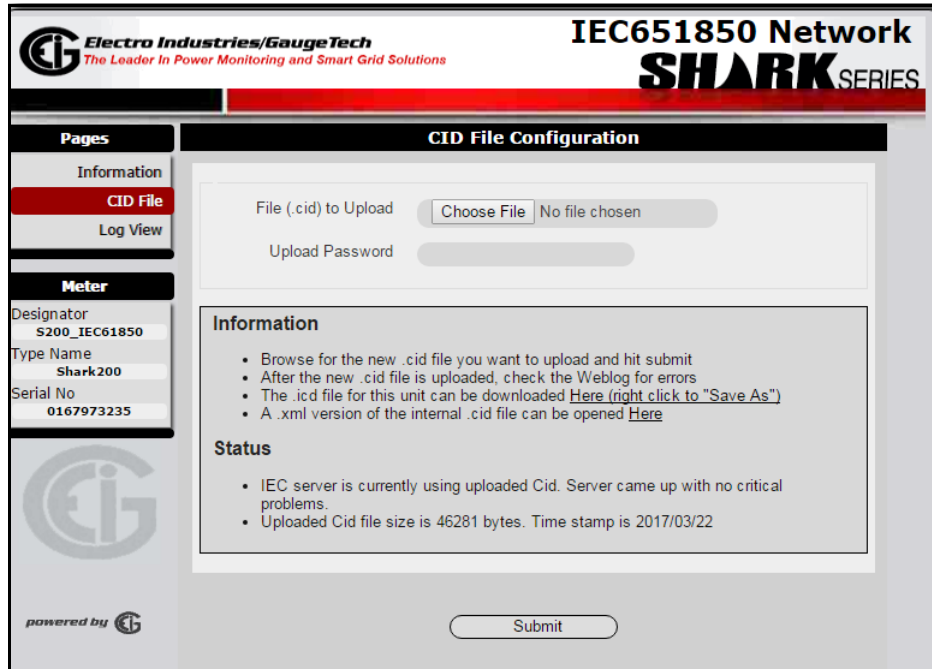 Electro Industries/GaugeTech
The Leader In Power Monitoring and Smart Grid Solutions
IEC651850 Network
SHARK SERIES
Pages
Information
CID File
Log View
Meter
Designator
S200_IEC61850
Type Name
Shark200
Serial No
0167973235
EIG
powered by EIG
CID File Configuration
File (.cid) to Upload
Choose File No file chosen
Upload Password
Information
• Browse for the new .cid file you want to upload and hit submit
• After the new .cid file is uploaded, check the Weblog for errors
• The .icd file for this unit can be downloaded Here (right click to "Save As")
• A .xml version of the internal .cid file can be opened Here
Status
• IEC server is currently using uploaded Cid. Server came up with no critical
problems.
• Uploaded Cid file size is 46281 bytes. Time stamp is 2017/03/22
Submit